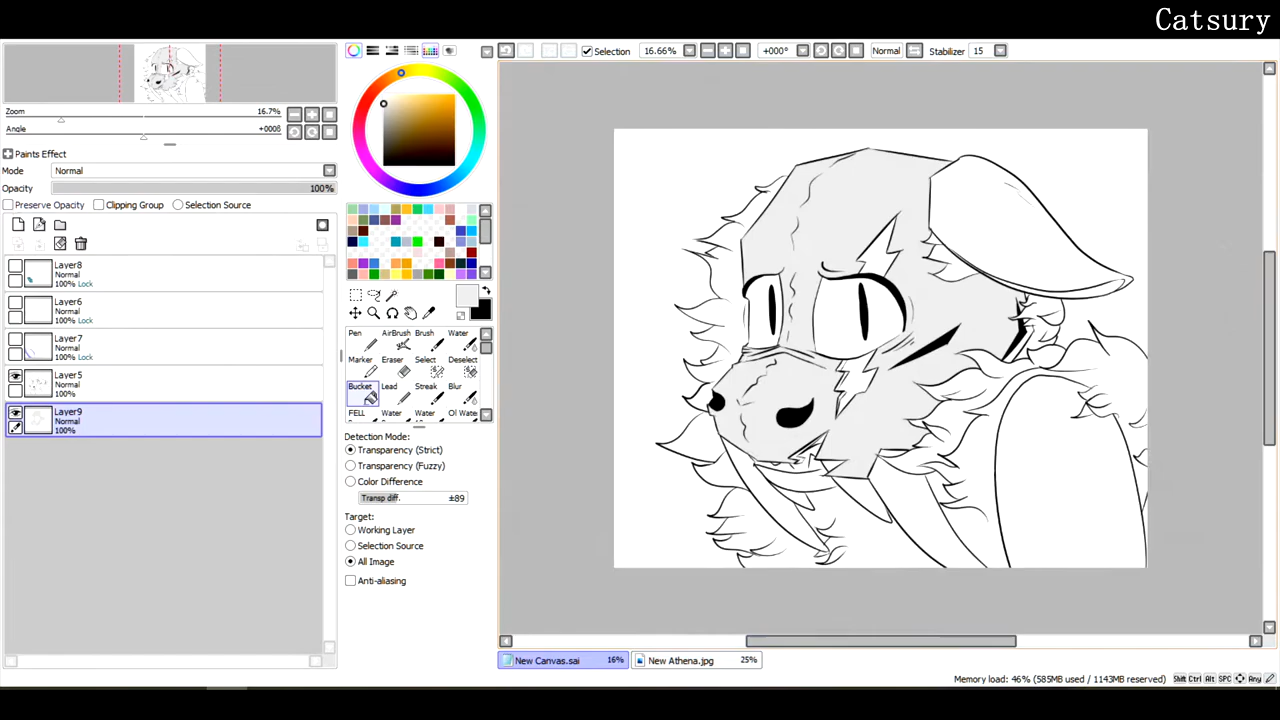 Catsury
Selection 16.66% +000° Normal Stabilizer 15
Zoom 16.7%
Angle +0008
Paints Effect
Mode Normal
Opacity 100%
Preserve Opacity Clipping Group Selection Source
Layer8
Normal
100% Lock
Layer6
Normal
100% Lock
Layer7
Normal
100% Lock
Layer5
Normal
100%
Layer9
Normal
100%
Pen AirBrush Brush Water
Marker Eraser Select Deselect
Bucket Lead Streak Blur
FELL Water Water Oil Water
Detection Mode:
Transparency (Strict)
Transparency (Fuzzy)
Color Difference
Transp diff. ±89
Target:
Working Layer
Selection Source
All Image
Anti-aliasing
New Canvas.sai 16% New Athena.jpg 25%
Memory load: 46% (585MB used / 1143MB reserved) Shift Ctrl Alt SPC Any